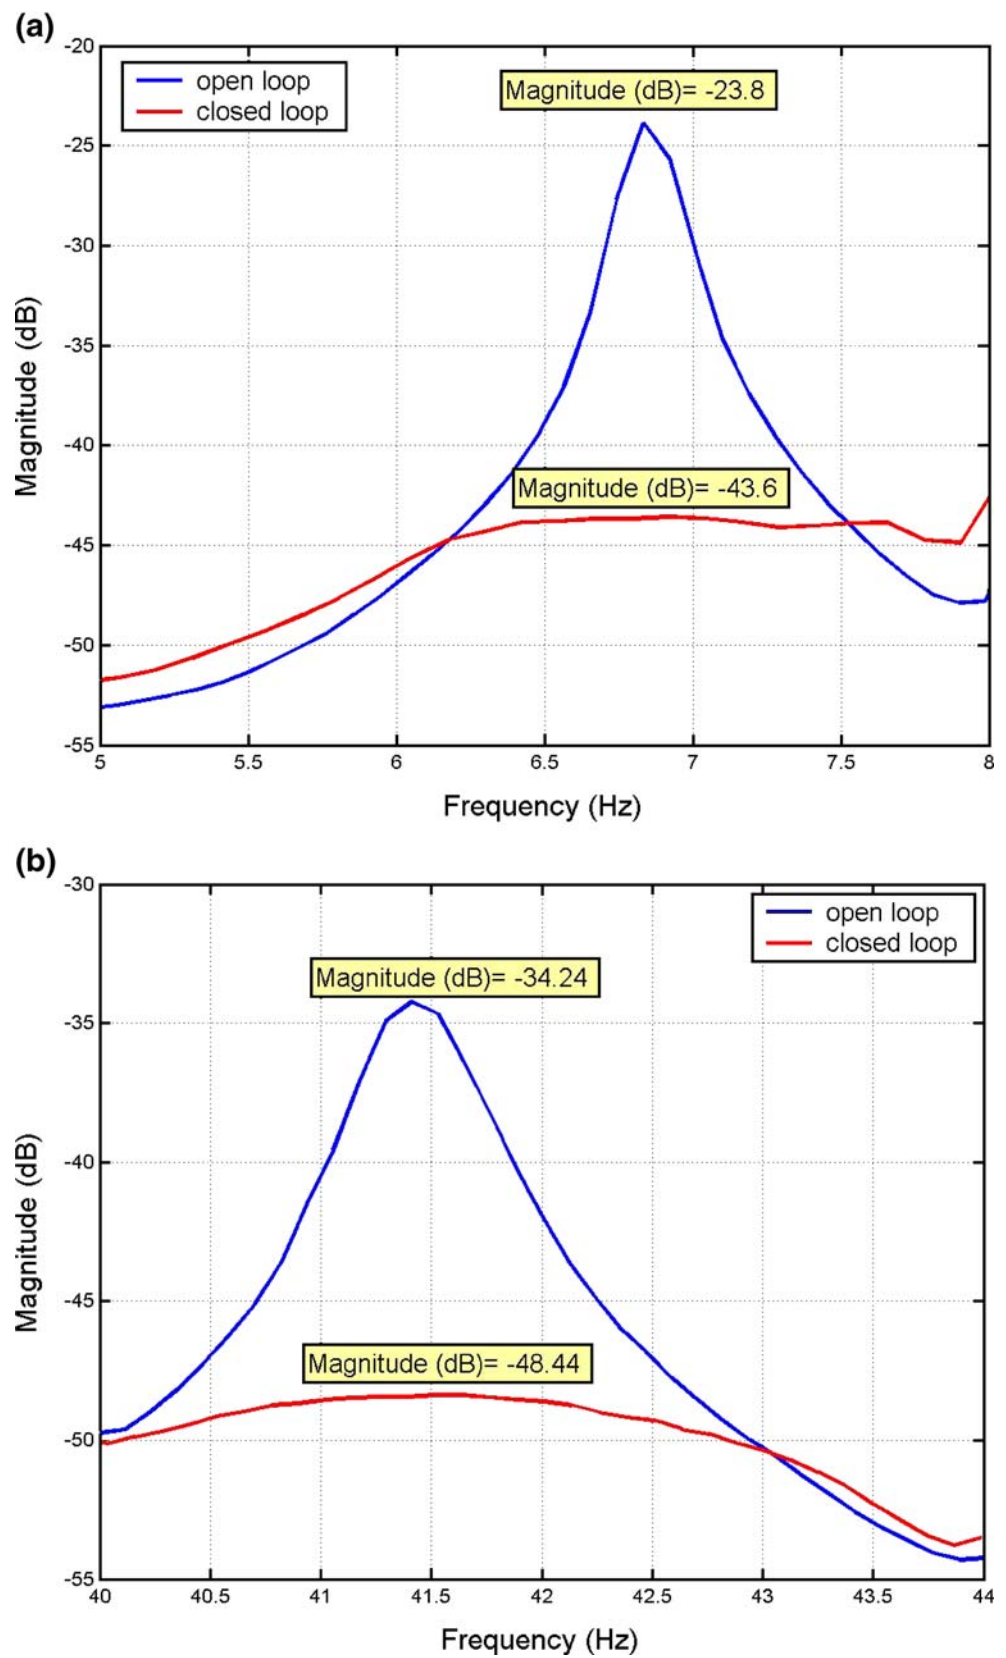 (a)
-20
open loop
closed loop
Magnitude (dB)= -23.8
-25
-30
-35
-40
Magnitude (dB)= -43.6
-45
-50
-55
Magnitude (dB)
5 5.5 6 6.5 7 7.5 8
Frequency (Hz)
(b)
-30
open loop
closed loop
Magnitude (dB)= -34.24
-35
-40
-45
Magnitude (dB)= -48.44
-50
-55
Magnitude (dB)
40 40.5 41 41.5 42 42.5 43 43.5 44
Frequency (Hz)